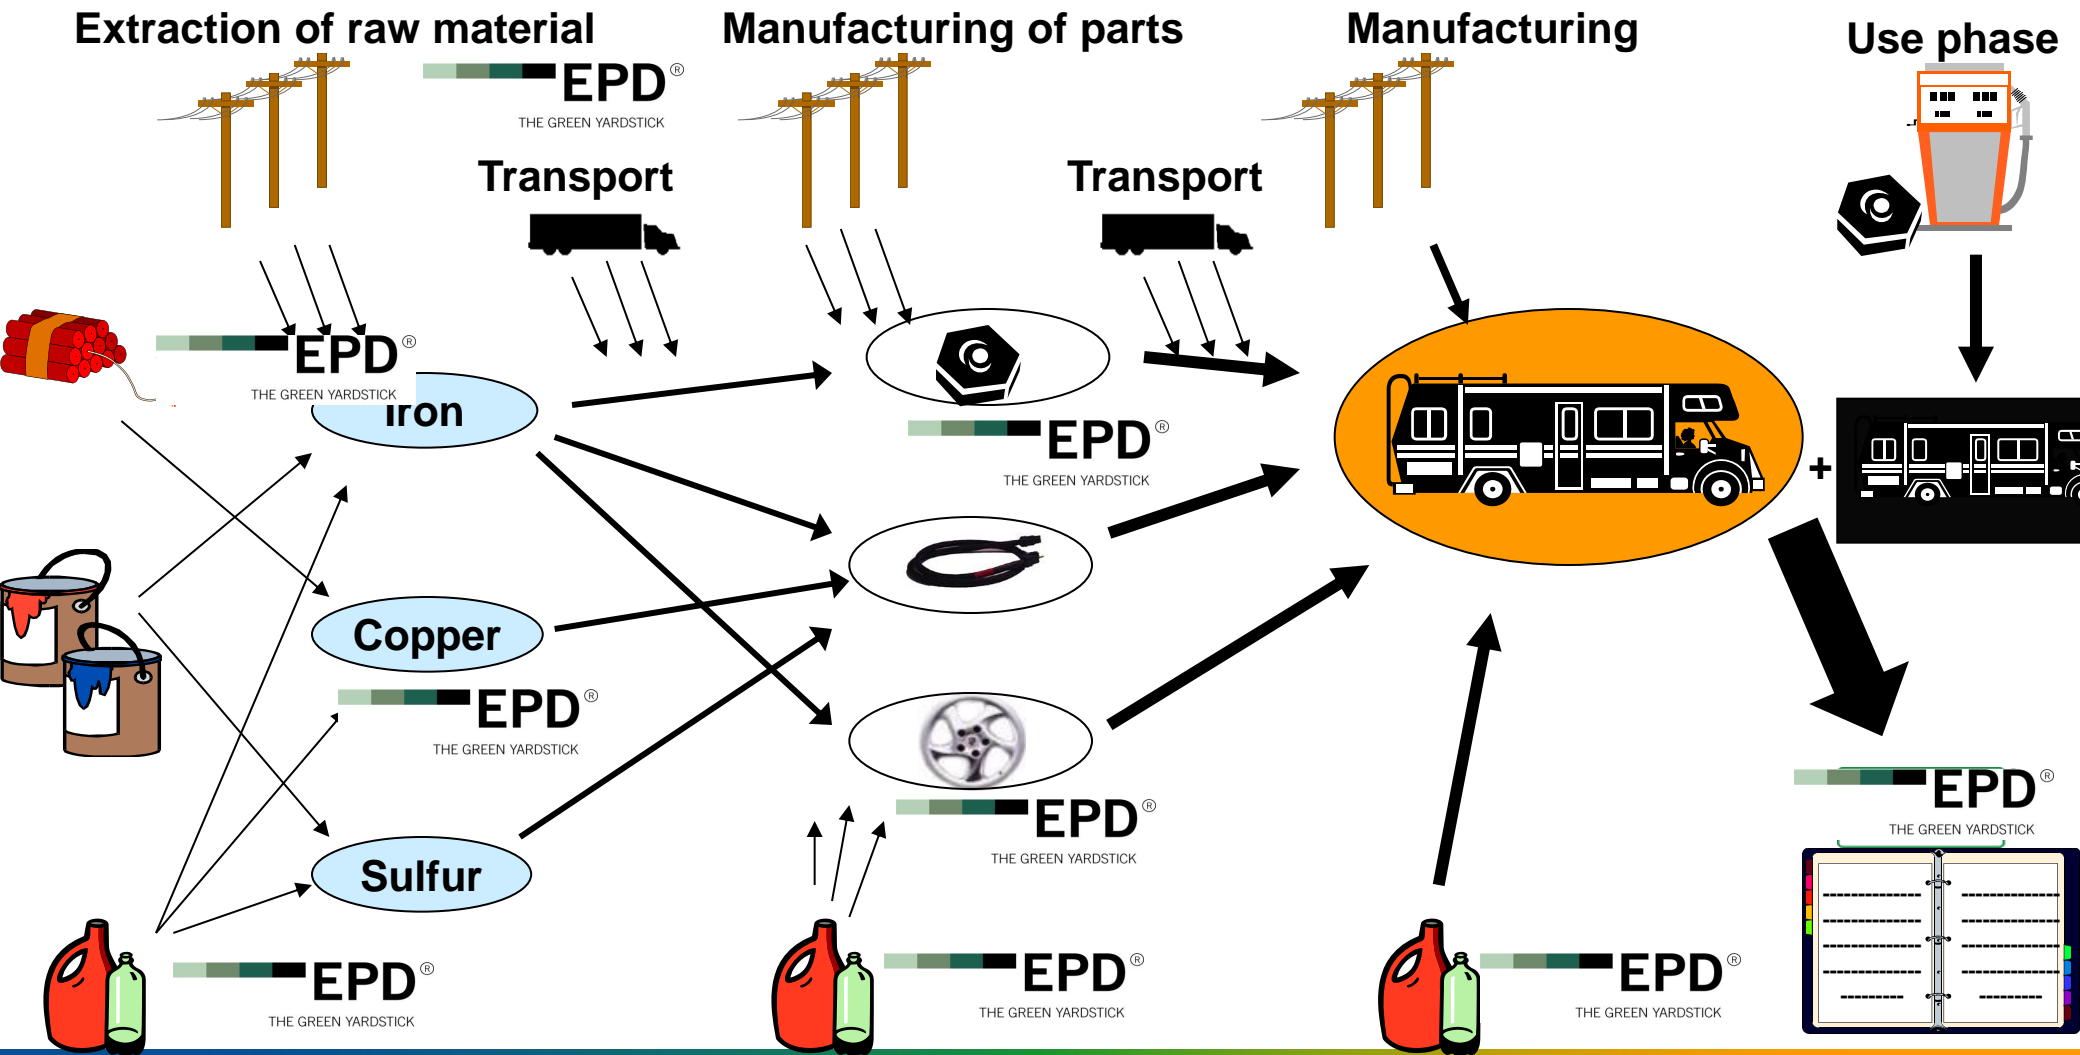 Extraction of raw material
Manufacturing of parts
Manufacturing
Use phase
EPD®
THE GREEN YARDSTICK
Transport
Transport
EPD®
THE GREEN YARDSTICK
Iron
EPD®
THE GREEN YARDSTICK
+
Copper
EPD®
THE GREEN YARDSTICK
EPD®
THE GREEN YARDSTICK
EPD®
THE GREEN YARDSTICK
Sulfur
EPD®
THE GREEN YARDSTICK
EPD®
THE GREEN YARDSTICK
EPD®
THE GREEN YARDSTICK